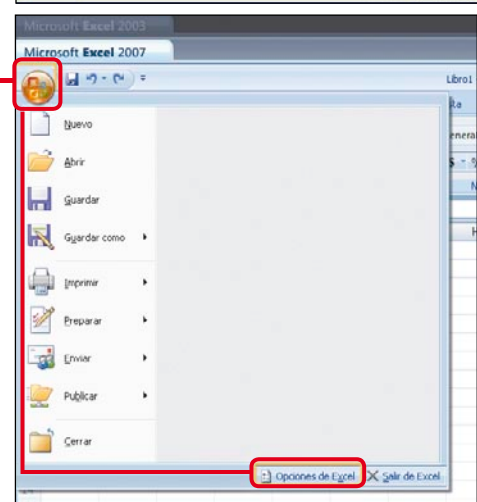 Microsoft Excel 2003
Microsoft Excel 2007
Libro1
Nuevo
Abrir
Guardar
Guardar como
Imprimir
Preparar
Enviar
Publicar
Cerrar
Opciones de Excel
Salir de Excel
H